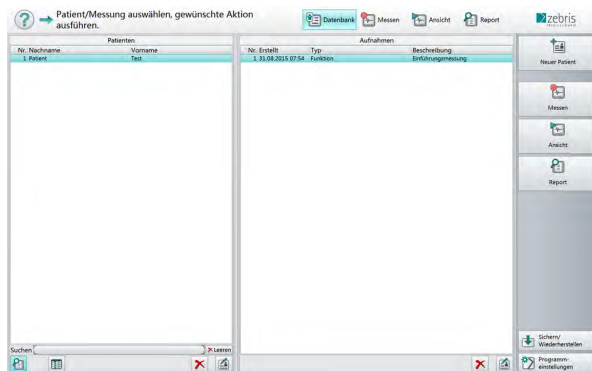 Patient/Messung auswählen, gewünschte Aktion
ausführen.
Datenbank Messen Ansicht Report
zebris
Patienten
Nr. Nachname Vorname
1 Patient Test
Aufnahmen
Nr. Erstellt Typ Beschreibung
1 31.08.2015 07:54 Funktion Einführungsmessung
Neuer Patient
Messen
Ansicht
Report
Suchen Leeren
Sichern/
Wiederherstellen
Programm-
einstellungen